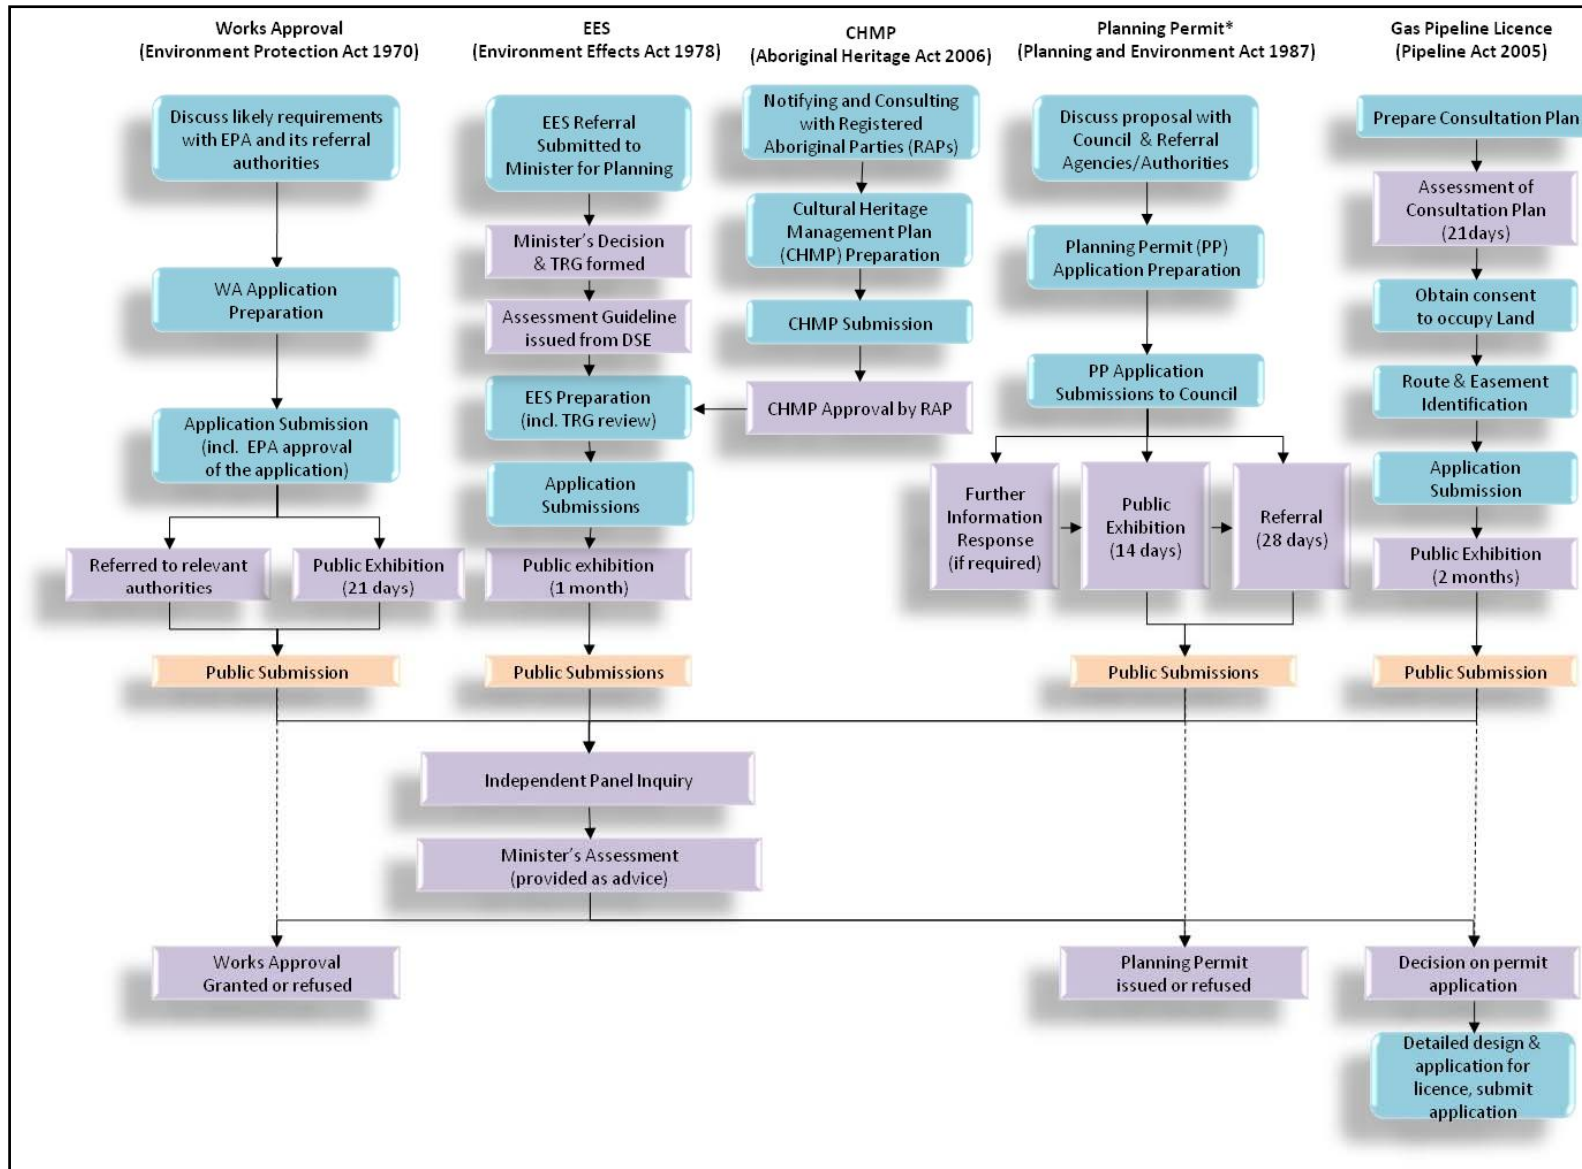 Works Approval
(Environment Protection Act 1970)
Discuss likely requirements
with EPA and its referral
authorities
WA Application
Preparation
Application Submission
(incl. EPA approval
of the application)
Referred to relevant
authorities
Public Exhibition
(21 days)
Public Submission
Works Approval
Granted or refused
EES
(Environment Effects Act 1978)
EES Referral
Submitted to
Minister for Planning
Minister's Decision
& TRG formed
Assessment Guideline
issued from DSE
EES Preparation
(incl. TRG review)
Application
Submissions
Public exhibition
(1 month)
Public Submissions
Independent Panel Inquiry
Minister's Assessment
(provided as advice)
CHMP
(Aboriginal Heritage Act 2006)
Notifying and Consulting
with Registered
Aboriginal Parties (RAPs)
Cultural Heritage
Management Plan
(CHMP) Preparation
CHMP Submission
CHMP Approval by RAP
Planning Permit*
(Planning and Environment Act 1987)
Discuss proposal with
Council & Referral
Agencies/Authorities
Planning Permit (PP)
Application Preparation
PP Application
Submissions to Council
Further
Information
Response
(if required)
Public
Exhibition
(14 days)
Referral
(28 days)
Public Submissions
Planning Permit
issued or refused
Gas Pipeline Licence
(Pipeline Act 2005)
Prepare Consultation Plan
Assessment of
Consultation Plan
(21days)
Obtain consent
to occupy Land
Route & Easement
Identification
Application
Submission
Public Exhibition
(2 months)
Public Submission
Decision on permit
application
Detailed design &
application for
licence, submit
application